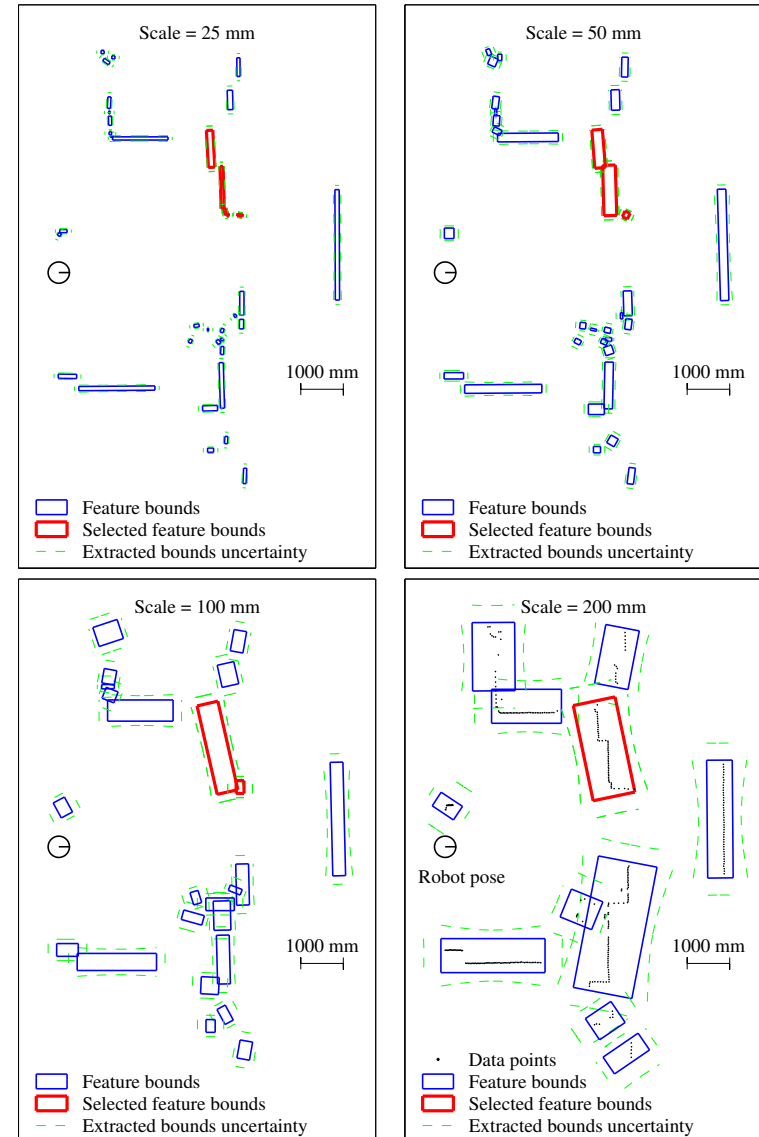 Scale = 25 mm
1000 mm
Feature bounds
Selected feature bounds
Extracted bounds uncertainty
Scale = 50 mm
1000 mm
Feature bounds
Selected feature bounds
Extracted bounds uncertainty
Scale = 100 mm
1000 mm
Feature bounds
Selected feature bounds
Extracted bounds uncertainty
Scale = 200 mm
Robot pose
1000 mm
Data points
Feature bounds
Selected feature bounds
Extracted bounds uncertainty